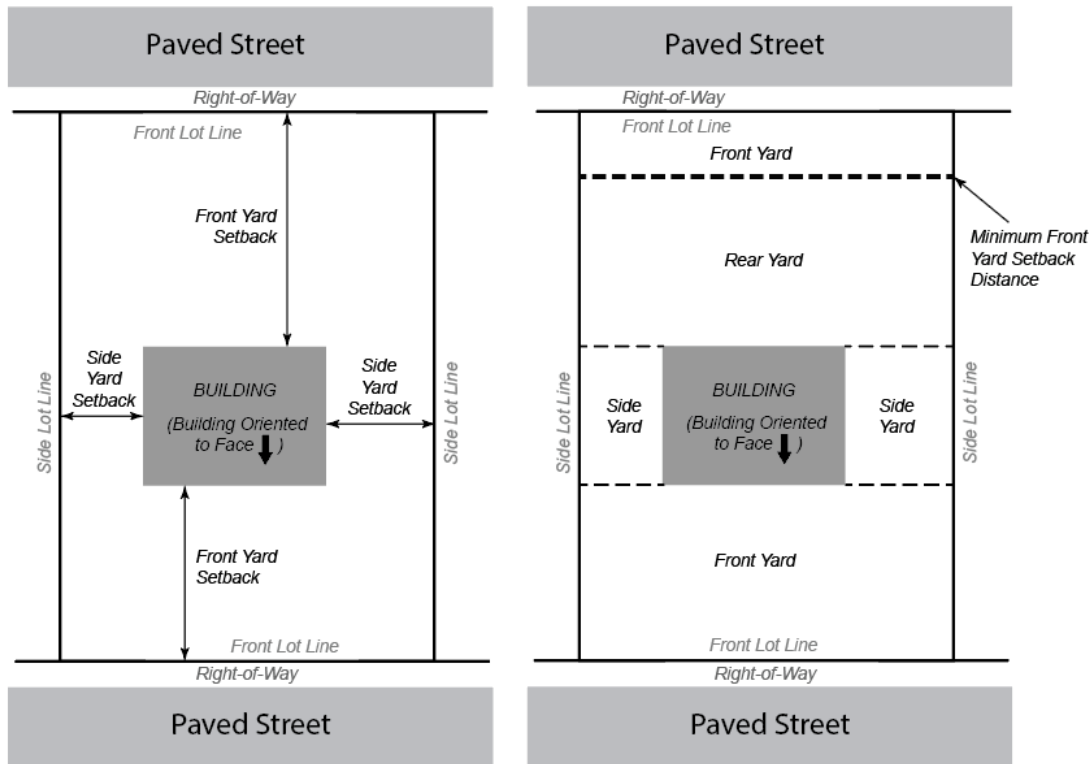 Paved Street
Right-of-Way
Front Lot Line
Front Yard
Setback
Side
Yard
Setback
Side
Yard
Setback
BUILDING
(Building Oriented
to Face )
Side Lot Line
Side Lot Line
Front Yard
Setback
Front Lot Line
Right-of-Way
Paved Street
Paved Street
Right-of-Way
Front Lot Line
Front Yard
Minimum Front
Yard Setback
Distance
Rear Yard
Side
Yard
BUILDING
(Building Oriented
to Face )
Side
Yard
Side Lot Line
Side Lot Line
Front Yard
Front Lot Line
Right-of-Way
Paved Street